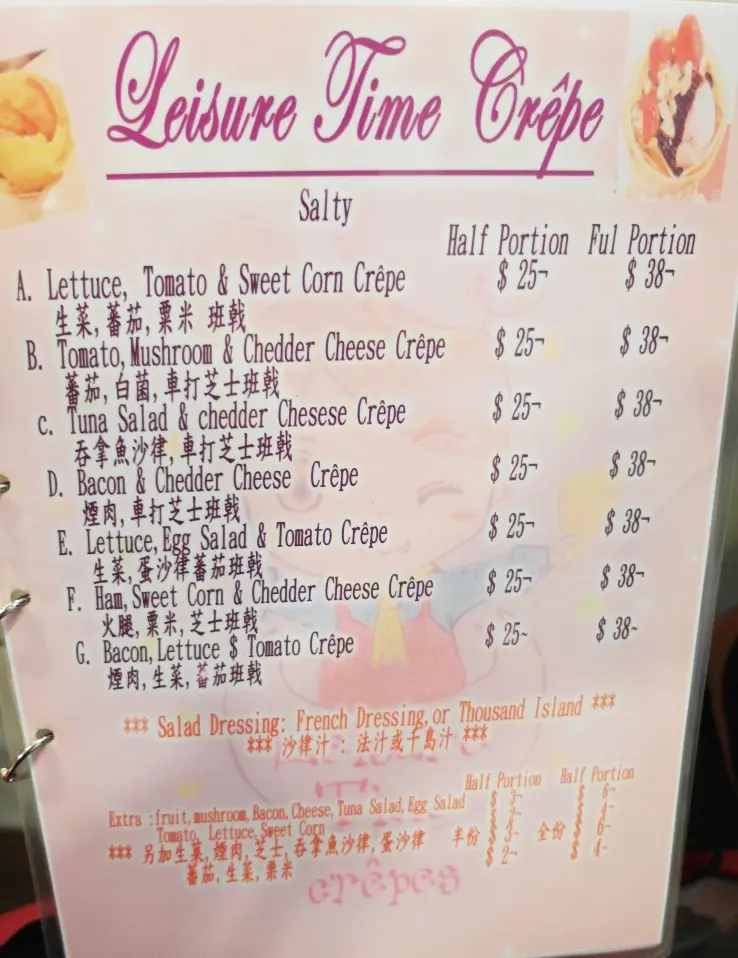 Leisure Time Crêpe
Salty
Half Portion Ful Portion
A. Lettuce, Tomato & Sweet Corn Crêpe $ 25¬ $ 38¬
生菜,蕃茄,粟米 班戟
B. Tomato,Mushroom & Chedder Cheese Crêpe $ 25¬ $ 38¬
蕃茄,白菌,車打芝士班戟
c. Tuna Salad & chedder Chesese Crêpe $ 25¬ $ 38¬
吞拿魚沙律,車打芝士班戟
D. Bacon & Chedder Cheese Crêpe $ 25¬ $ 38¬
煙肉,車打芝士班戟
E. Lettuce,Egg Salad & Tomato Crêpe $ 25¬ $ 38¬
生菜,蛋沙律蕃茄班戟
F. Ham,Sweet Corn & Chedder Cheese Crêpe $ 25¬ $ 38¬
火腿,粟米,芝士班戟
G. Bacon,Lettuce $ Tomato Crêpe $ 25~ $ 38~
煙肉,生菜,蕃茄班戟
*** Salad Dressing: French Dressing,or Thousand Island ***
*** 沙律汁 : 法汁或千島汁 ***
Half Portion Half Portion
Extra :fruit,mushroom,Bacon,Cheese,Tuna Salad,Egg Salad $ 3¬ $ 6¬
Tomato, Lettuce,Sweet Corn $ 2¬ $ 4¬
*** 另加生菓,煙肉,芝士,吞拿魚沙律,蛋沙律 半份 $ 3¬ 全份 $ 6¬
蕃茄,生菜,粟米 $ 2¬ $ 4¬
crêpes